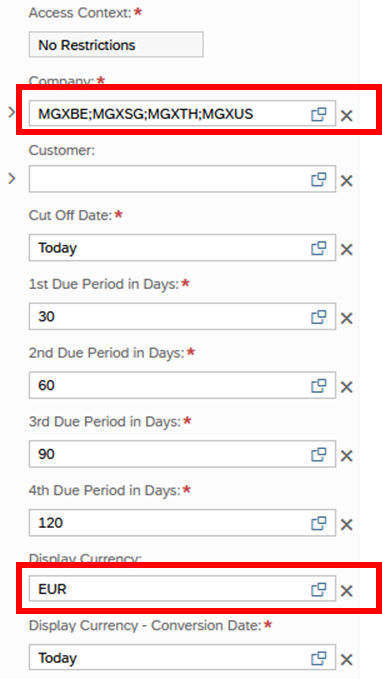 Access Context: *
No Restrictions
Company: *
MGXBE;MGXSG;MGXTH;MGXUS
Customer:
Cut Off Date: *
Today
1st Due Period in Days: *
30
2nd Due Period in Days: *
60
3rd Due Period in Days: *
90
4th Due Period in Days: *
120
Display Currency:
EUR
Display Currency - Conversion Date: *
Today